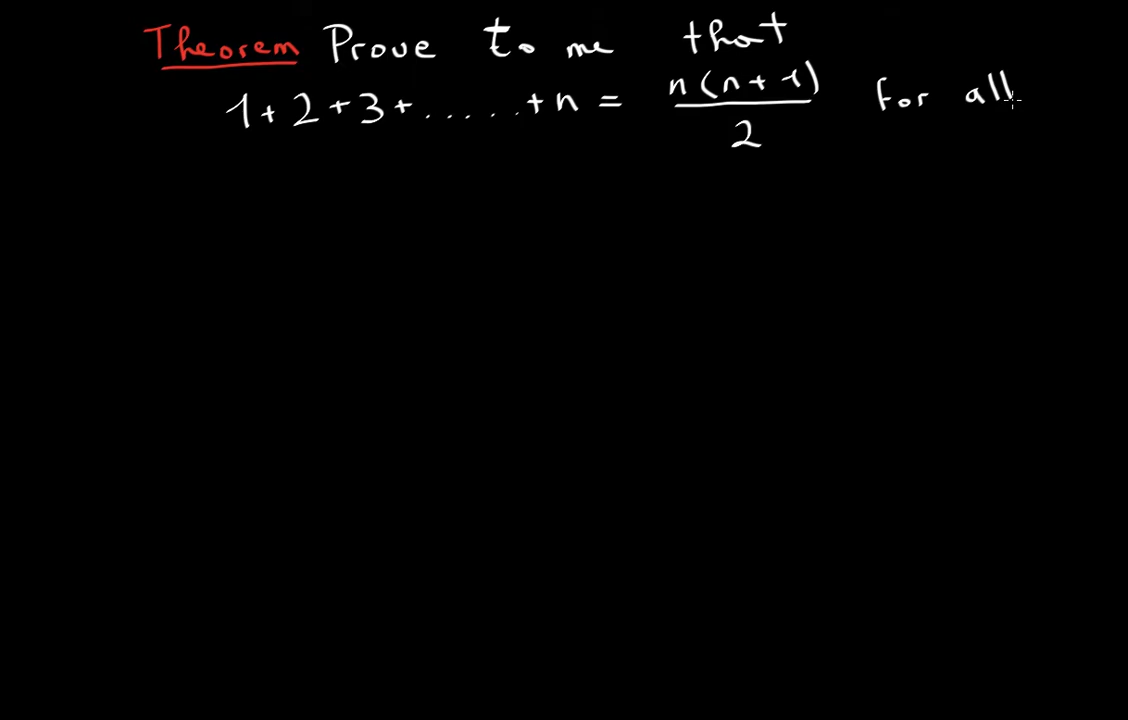 Theorem Prove to me that
1+2+3+.....+n = n(n+1)/2 for all